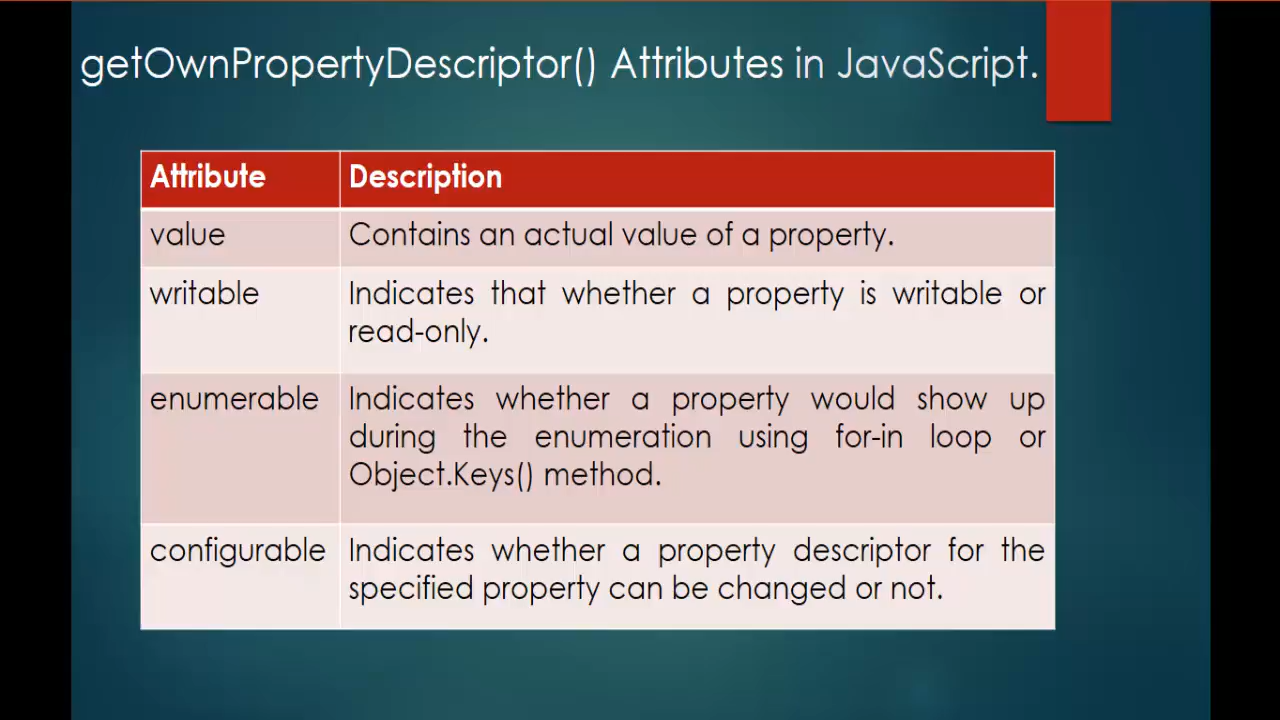 getOwnPropertyDescriptor() Attributes in JavaScript.
Attribute Description
value Contains an actual value of a property.
writable Indicates that whether a property is writable or
read-only.
enumerable Indicates whether a property would show up
during the enumeration using for-in loop or
Object.Keys() method.
configurable Indicates whether a property descriptor for the
specified property can be changed or not.